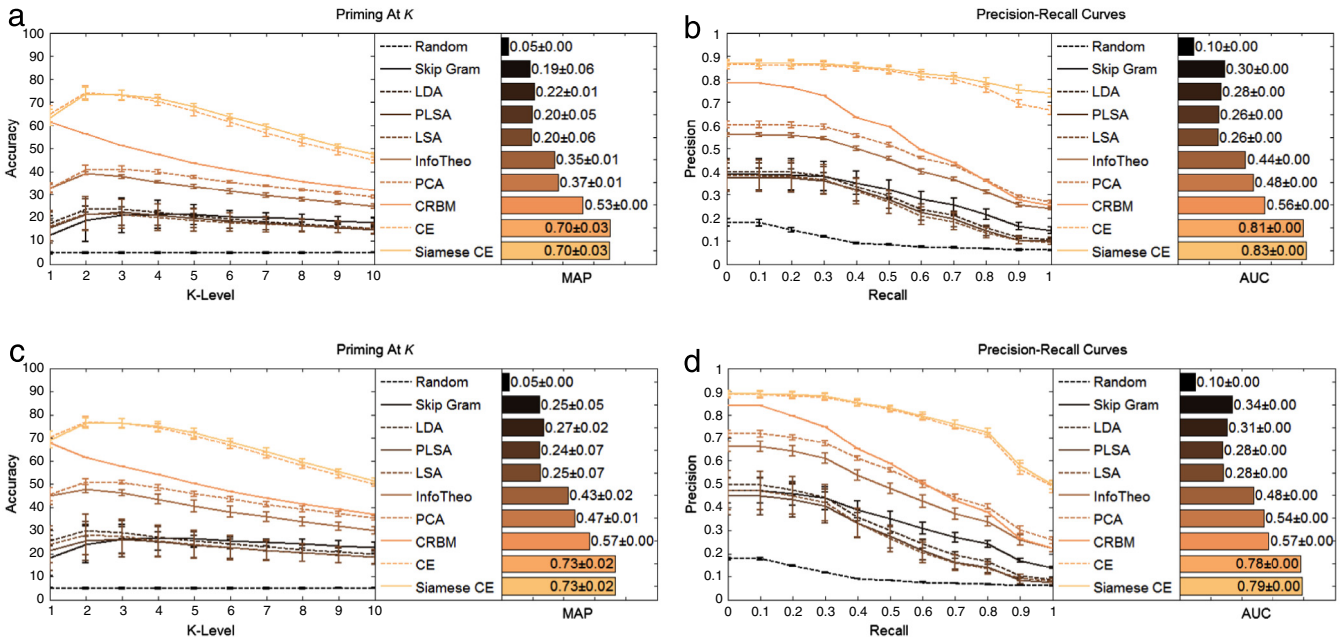 a
Priming At K
100
90
80
70
60
50
40
30
20
10
0
Accuracy
1 2 3 4 5 6 7 8 9 10
K-Level
Random
Skip Gram
LDA
PLSA
LSA
InfoTheo
PCA
CRBM
CE
Siamese CE
0.05±0.00
0.19±0.06
0.22±0.01
0.20±0.05
0.20±0.06
0.35±0.01
0.37±0.01
0.53±0.00
0.70±0.03
0.70±0.03
MAP
b
Precision-Recall Curves
1
0.9
0.8
0.7
0.6
0.5
0.4
0.3
0.2
0.1
0
Precision
0 0.1 0.2 0.3 0.4 0.5 0.6 0.7 0.8 0.9 1
Recall
Random
Skip Gram
LDA
PLSA
LSA
InfoTheo
PCA
CRBM
CE
Siamese CE
0.10±0.00
0.30±0.00
0.28±0.00
0.26±0.00
0.26±0.00
0.44±0.00
0.48±0.00
0.56±0.00
0.81±0.00
0.83±0.00
AUC
c
Priming At K
100
90
80
70
60
50
40
30
20
10
0
Accuracy
1 2 3 4 5 6 7 8 9 10
K-Level
Random
Skip Gram
LDA
PLSA
LSA
InfoTheo
PCA
CRBM
CE
Siamese CE
0.05±0.00
0.25±0.05
0.27±0.02
0.24±0.07
0.25±0.07
0.43±0.02
0.47±0.01
0.57±0.00
0.73±0.02
0.73±0.02
MAP
d
Precision-Recall Curves
1
0.9
0.8
0.7
0.6
0.5
0.4
0.3
0.2
0.1
0
Precision
0 0.1 0.2 0.3 0.4 0.5 0.6 0.7 0.8 0.9 1
Recall
Random
Skip Gram
LDA
PLSA
LSA
InfoTheo
PCA
CRBM
CE
Siamese CE
0.10±0.00
0.34±0.00
0.31±0.00
0.28±0.00
0.28±0.00
0.48±0.00
0.54±0.00
0.57±0.00
0.78±0.00
0.79±0.00
AUC